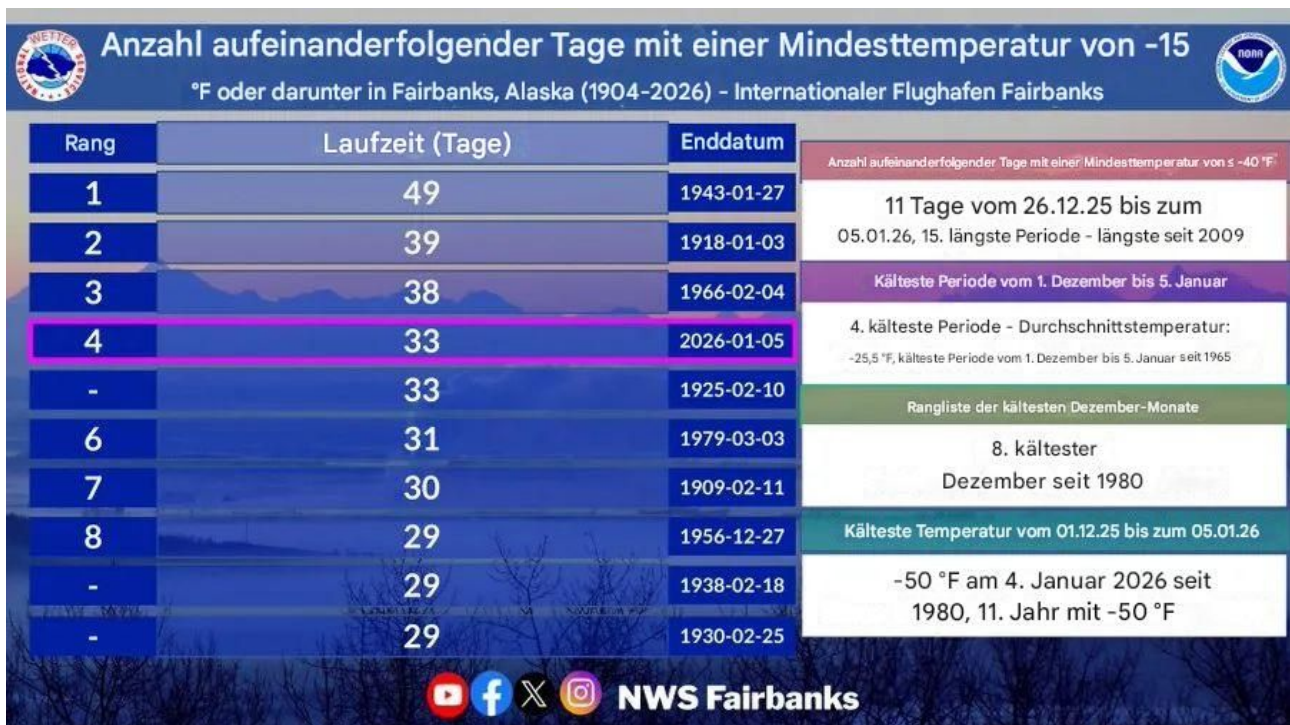 Anzahl aufeinanderfolgender Tage mit einer Mindesttemperatur von -15
°F oder darunter in Fairbanks, Alaska (1904-2026) - Internationaler Flughafen Fairbanks
WETTER
NATIONAL
SERVICE
NOAA
Rang Laufzeit (Tage) Enddatum
1 49 1943-01-27
2 39 1918-01-03
3 38 1966-02-04
4 33 2026-01-05
- 33 1925-02-10
6 31 1979-03-03
7 30 1909-02-11
8 29 1956-12-27
- 29 1938-02-18
- 29 1930-02-25
Anzahl aufeinanderfolgender Tage mit einer Mindesttemperatur von ≤ -40 °F
11 Tage vom 26.12.25 bis zum
05.01.26, 15. längste Periode - längste seit 2009
Kälteste Periode vom 1. Dezember bis 5. Januar
4. kälteste Periode - Durchschnittstemperatur:
-25,5 °F, kälteste Periode vom 1. Dezember bis 5. Januar seit 1965
Rangliste der kältesten Dezember-Monate
8. kältester
Dezember seit 1980
Kälteste Temperatur vom 01.12.25 bis zum 05.01.26
-50 °F am 4. Januar 2026 seit
1980, 11. Jahr mit -50 °F
NWS Fairbanks